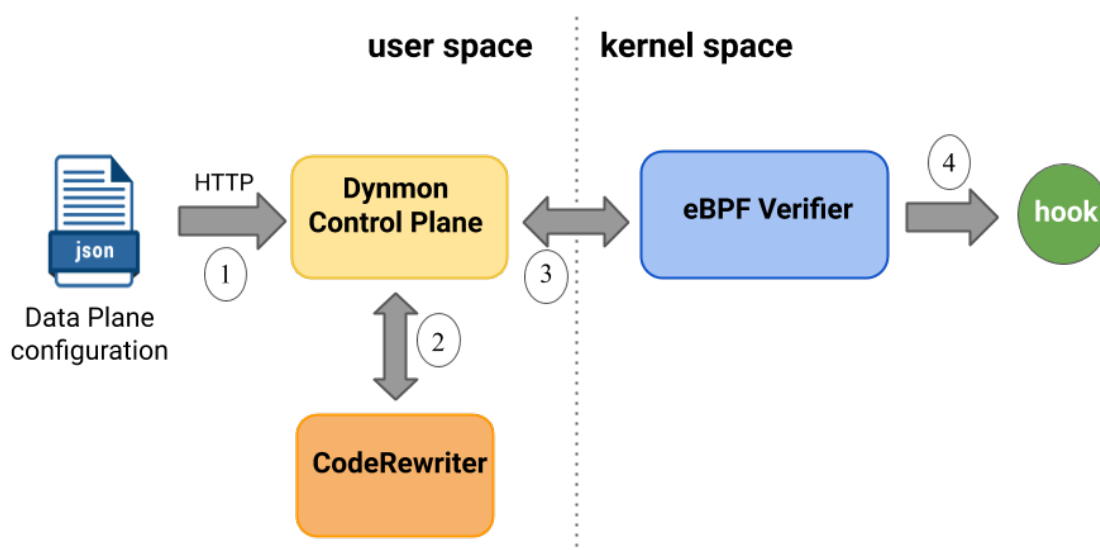 user space
kernel space
HTTP
1
json
Data Plane
configuration
Dynmon
Control Plane
2
CodeRewriter
3
eBPF Verifier
4
hook